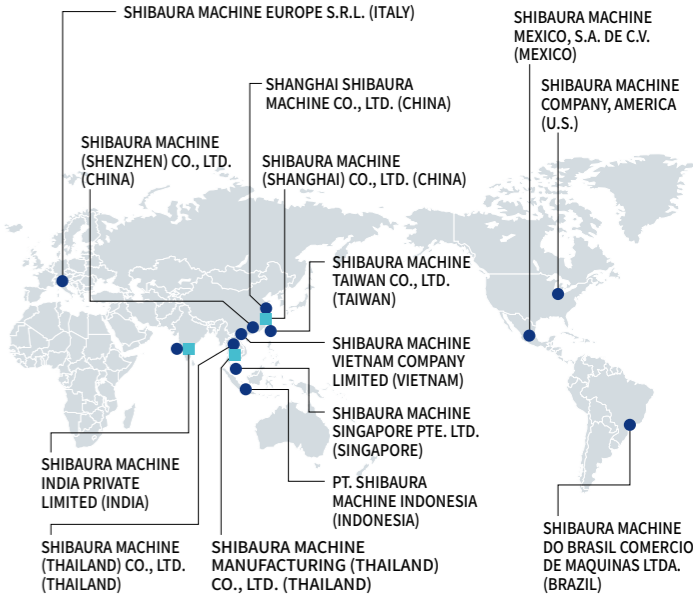 SHIBAURA MACHINE EUROPE S.R.L. (ITALY)
SHIBAURA MACHINE
MEXICO, S.A. DE C.V.
(MEXICO)
SHANGHAI SHIBAURA
MACHINE CO., LTD. (CHINA)
SHIBAURA MACHINE
COMPANY, AMERICA
(U.S.)
SHIBAURA MACHINE
(SHENZHEN) CO., LTD.
(CHINA)
SHIBAURA MACHINE
(SHANGHAI) CO., LTD. (CHINA)
SHIBAURA MACHINE
TAIWAN CO., LTD.
(TAIWAN)
SHIBAURA MACHINE
VIETNAM COMPANY
LIMITED (VIETNAM)
SHIBAURA MACHINE
SINGAPORE PTE. LTD.
(SINGAPORE)
SHIBAURA MACHINE
INDIA PRIVATE
LIMITED (INDIA)
PT. SHIBAURA
MACHINE INDONESIA
(INDONESIA)
SHIBAURA MACHINE
(THAILAND) CO., LTD.
(THAILAND)
SHIBAURA MACHINE
MANUFACTURING (THAILAND)
CO., LTD. (THAILAND)
SHIBAURA MACHINE
DO BRASIL COMERCIO
DE MAQUINAS LTDA.
(BRAZIL)